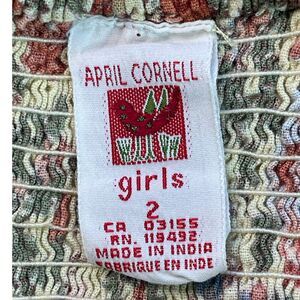 APRIL CORNELL
girls
2
CA 03155
RN. 119492
MADE IN INDIA
FABRIQUE EN INDE